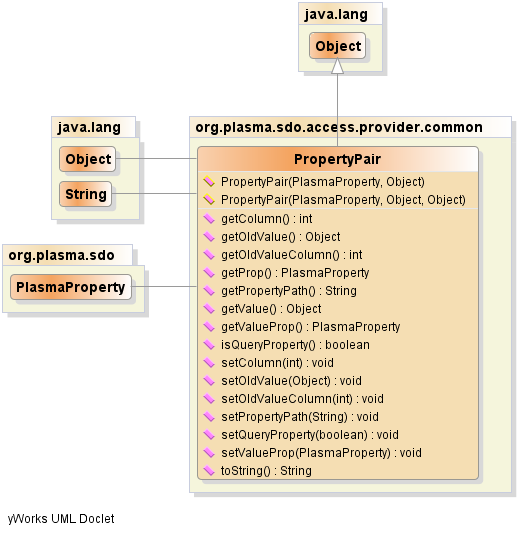 java.lang
Object
java.lang
Object
String
org.plasma.sdo
PlasmaProperty
org.plasma.sdo.access.provider.common
PropertyPair
PropertyPair(PlasmaProperty, Object)
PropertyPair(PlasmaProperty, Object, Object)
getColumn() : int
getOldValue() : Object
getOldValueColumn() : int
getProp() : PlasmaProperty
getPropertyPath() : String
getValue() : Object
getValueProp() : PlasmaProperty
isQueryProperty() : boolean
setColumn(int) : void
setOldValue(Object) : void
setOldValueColumn(int) : void
setPropertyPath(String) : void
setQueryProperty(boolean) : void
setValueProp(PlasmaProperty) : void
toString() : String
yWorks UML Doclet